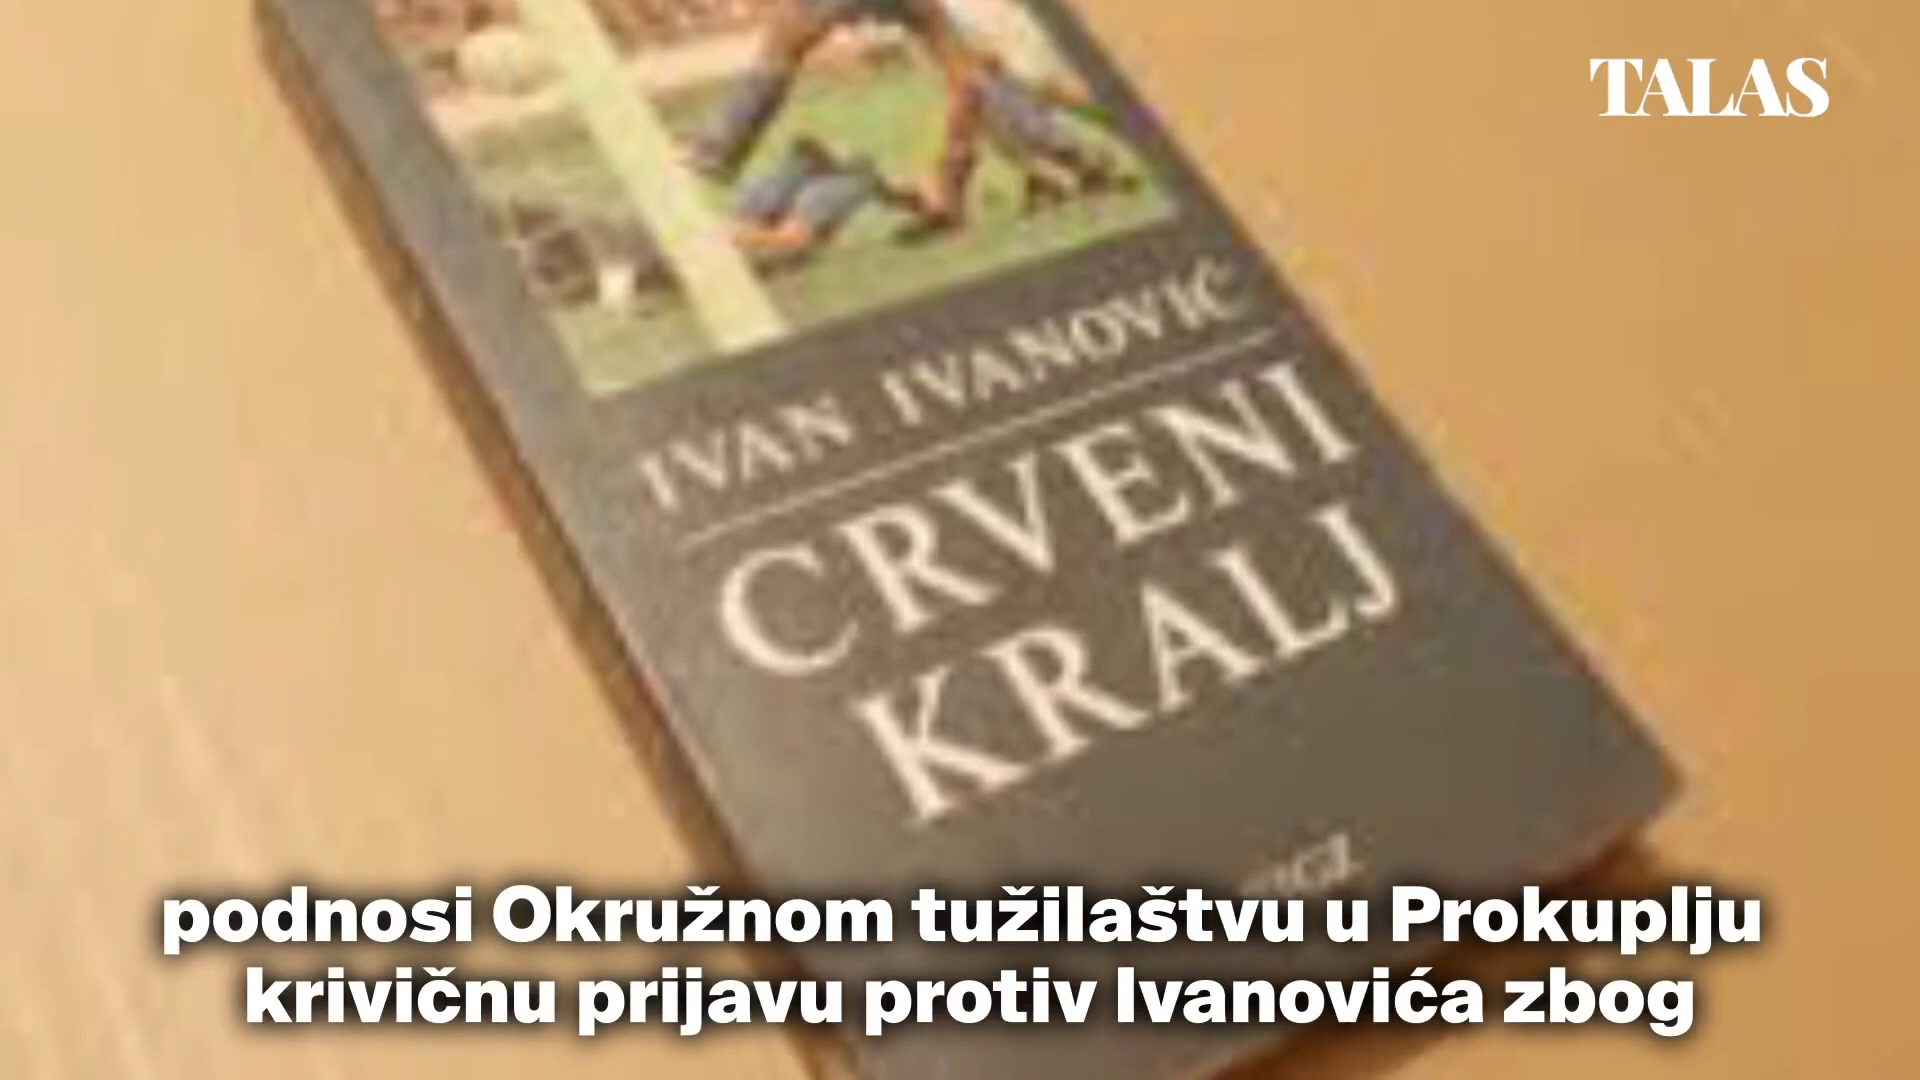 TALAS
IVAN IVANOVIĆ
CRVENI
KRALJ
podnosi Okružnom tužilaštvu u Prokuplju
krivičnu prijavu protiv Ivanovića zbog